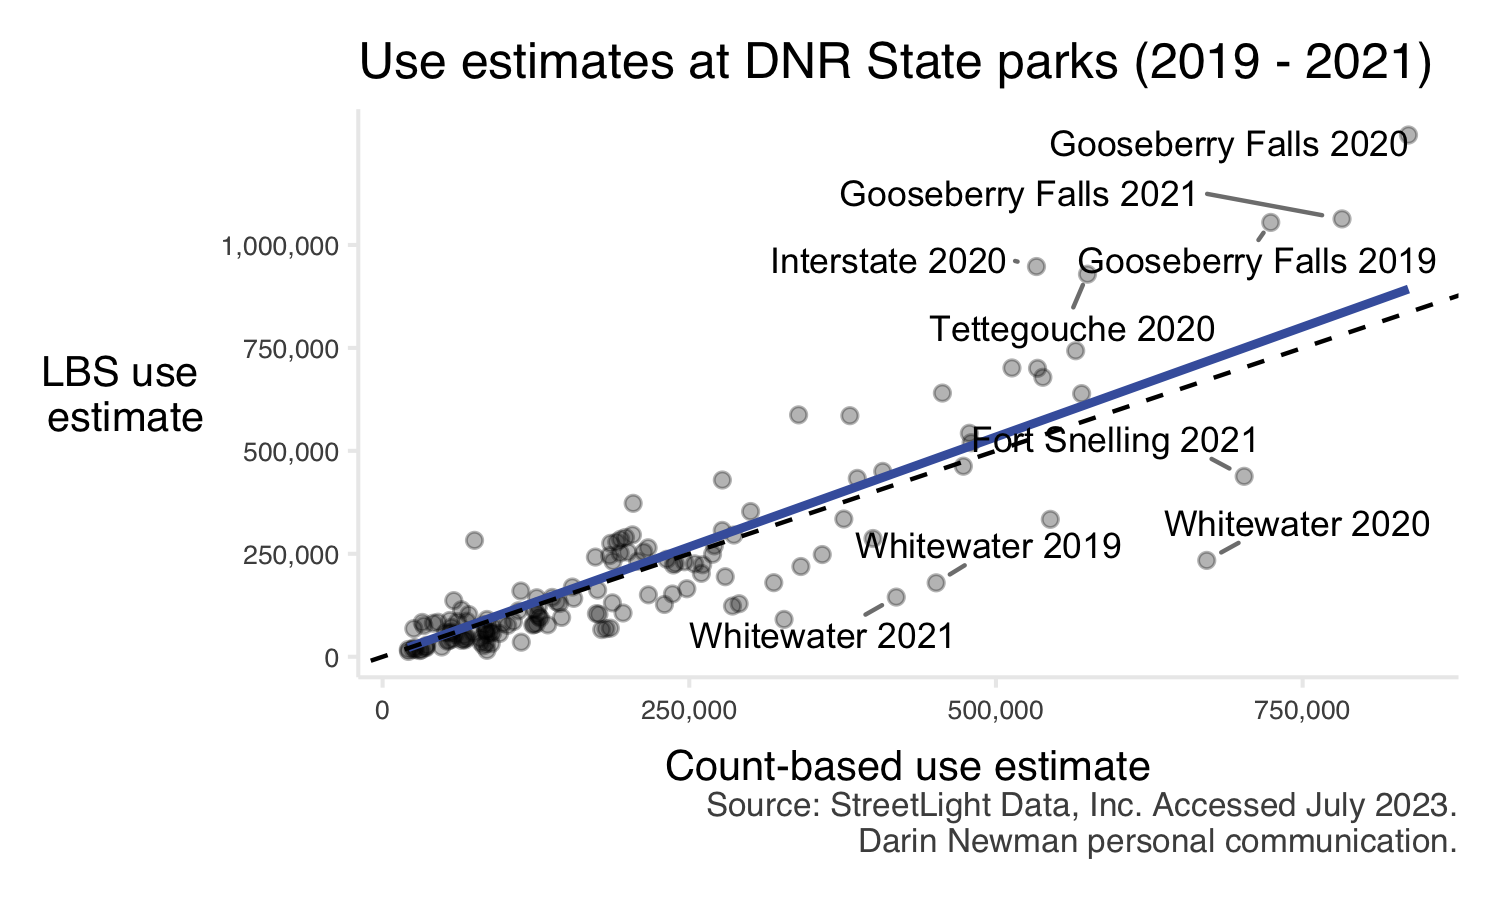 Use estimates at DNR State parks (2019 - 2021)
Gooseberry Falls 2020
Gooseberry Falls 2021
Interstate 2020
Gooseberry Falls 2019
Tettegouche 2020
Fort Snelling 2021
Whitewater 2020
Whitewater 2019
Whitewater 2021
LBS use
estimate
1,000,000
750,000
500,000
250,000
0
0
250,000
500,000
750,000
Count-based use estimate
Source: StreetLight Data, Inc. Accessed July 2023.
Darin Newman personal communication.